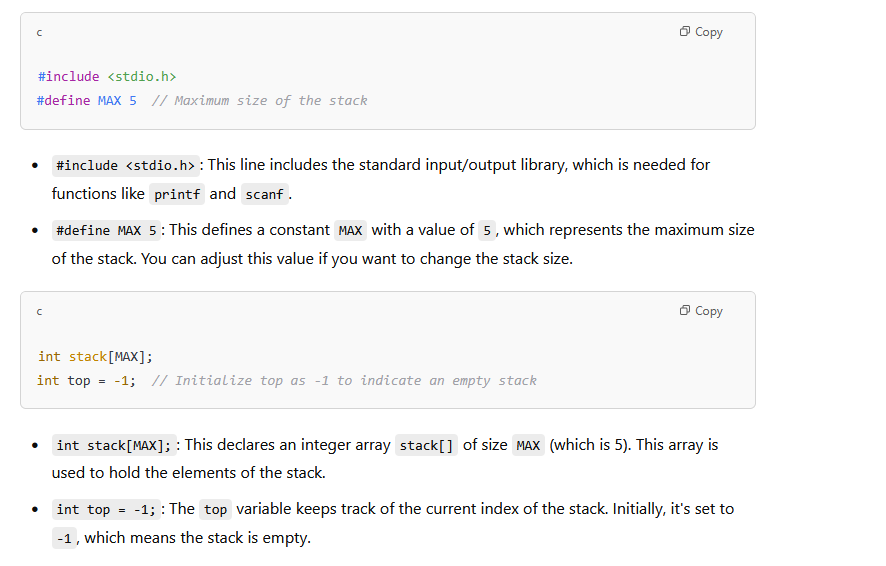 c
Copy
#include <stdio.h>
#define MAX 5  // Maximum size of the stack
• #include <stdio.h>: This line includes the standard input/output library, which is needed for
functions like printf and scanf.
• #define MAX 5: This defines a constant MAX with a value of 5, which represents the maximum size
of the stack. You can adjust this value if you want to change the stack size.
c
Copy
int stack[MAX];
int top = -1;  // Initialize top as -1 to indicate an empty stack
• int stack[MAX];: This declares an integer array stack[] of size MAX (which is 5). This array is
used to hold the elements of the stack.
• int top = -1;: The top variable keeps track of the current index of the stack. Initially, it's set to
-1, which means the stack is empty.